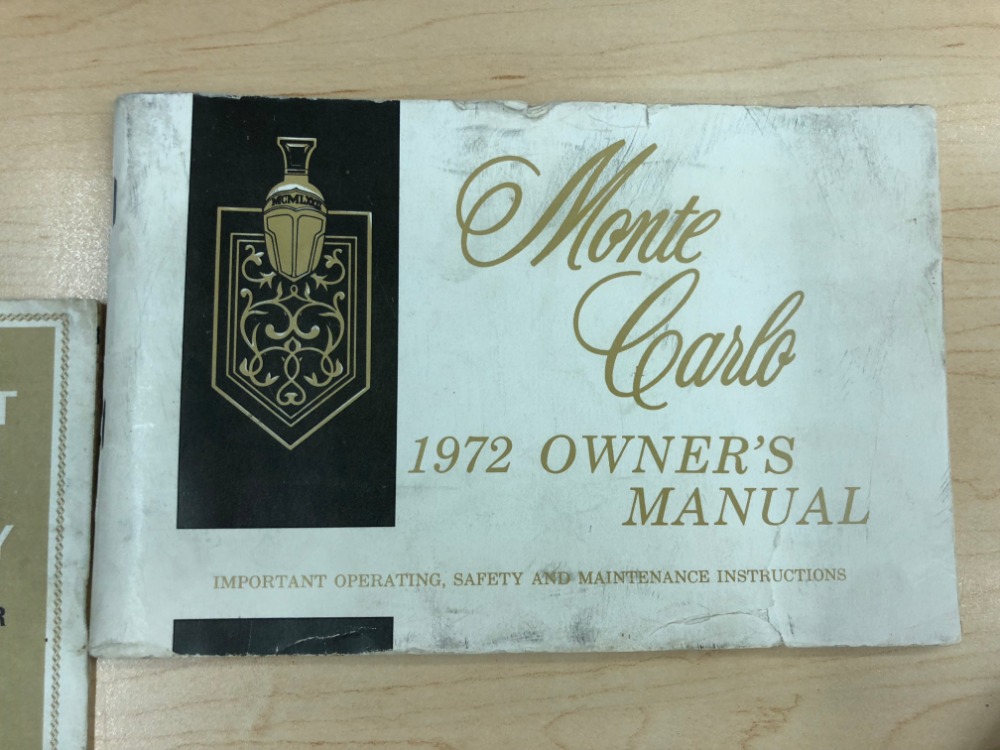 MCMLXXII
Monte
Carlo
1972 OWNER'S
MANUAL
IMPORTANT OPERATING, SAFETY AND MAINTENANCE INSTRUCTIONS
T
Y
R